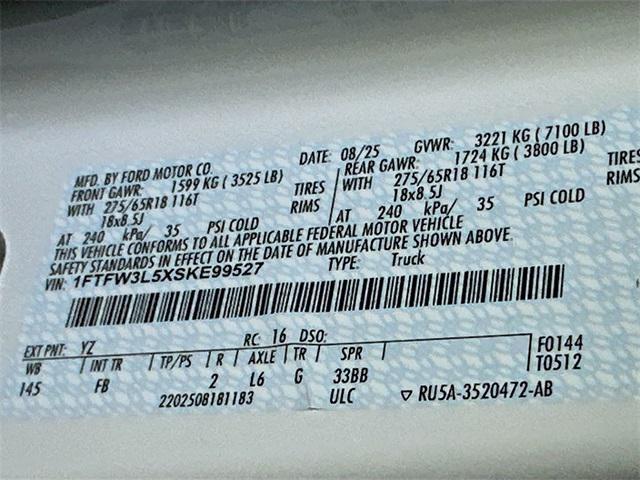 MFD. BY FORD MOTOR CO. DATE: 08/25 GVWR: 3221 KG ( 7100 LB)
FRONT GAWR: 1599 KG ( 3525 LB) REAR GAWR: 1724 KG ( 3800 LB)
WITH 275/65R18 116T TIRES WITH 275/65R18 116T TIRES
18x8.5J RIMS 18x8.5J RIMS
AT 240 kPa/ 35 PSI COLD AT 240 kPa/ 35 PSI COLD
THIS VEHICLE CONFORMS TO ALL APPLICABLE FEDERAL MOTOR VEHICLE
SAFETY STANDARDS IN EFFECT ON THE DATE OF MANUFACTURE SHOWN ABOVE.
VIN: 1FTFW3L5XSKE99527 TYPE: Truck
EXT PNT: YZ RC: 16 DSO: F0144
WB INT TR TP/PS R AXLE TR SPR T0512
145 FB 2 L6 G 33BB
2202508181183 ULC ▽ RU5A-3520472-AB